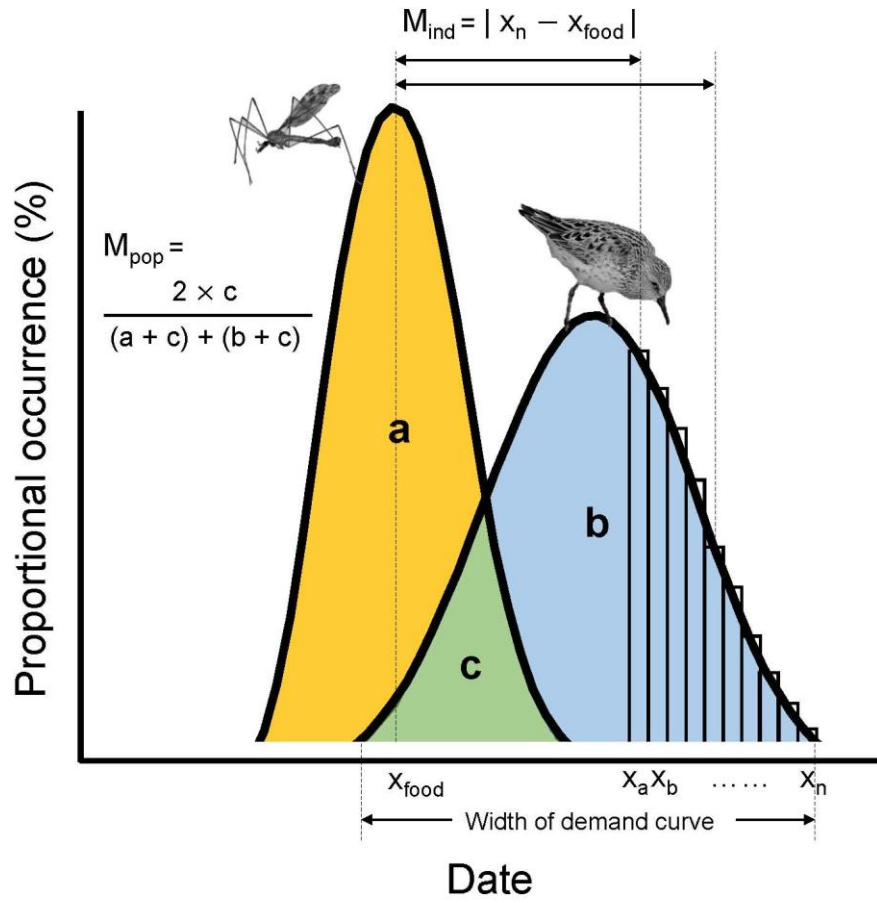 M_ind = | x_n − x_food |
M_pop =
2 × c
(a + c) + (b + c)
a
b
c
Proportional occurrence (%)
x_food
x_a x_b ...... x_n
Width of demand curve
Date